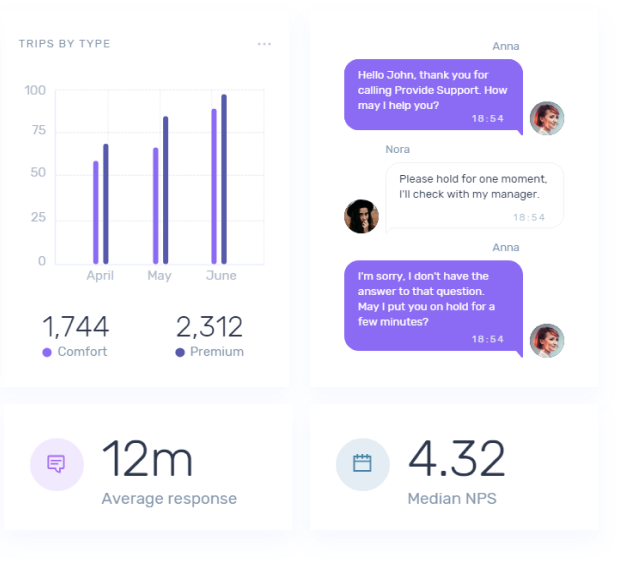 TRIPS BY TYPE
100
75
50
25
0
April May June
1,744 2,312
Comfort Premium
Anna
Hello John, thank you for
calling Provide Support. How
may I help you?
18:54
Nora
Please hold for one moment,
I'll check with my manager.
18:54
Anna
I'm sorry, I don't have the
answer to that question.
May I put you on hold for a
few minutes?
18:54
12m
Average response
4.32
Median NPS